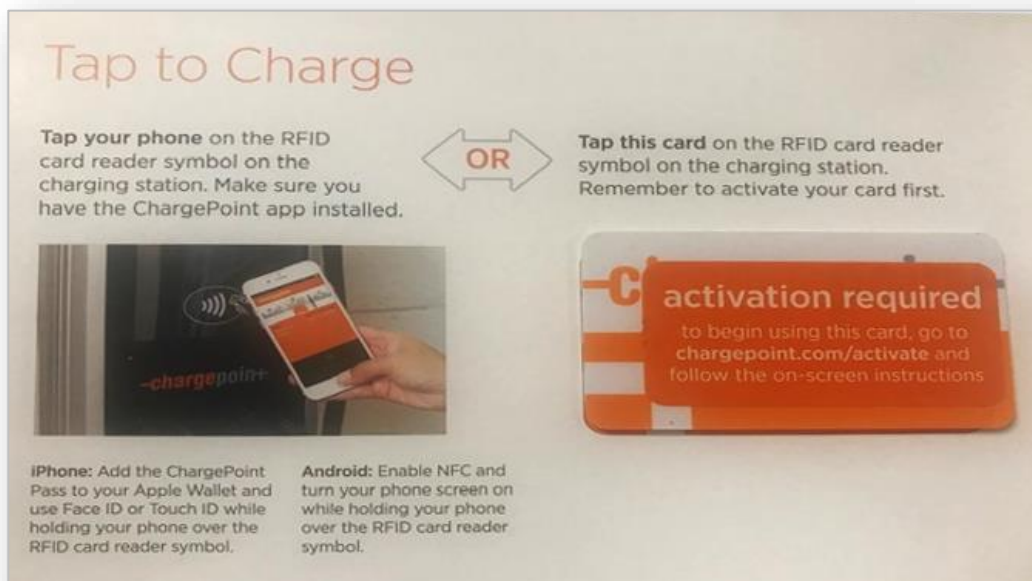 Tap to Charge
Tap your phone on the RFID
card reader symbol on the
charging station. Make sure you
have the ChargePoint app installed.
OR
Tap this card on the RFID card reader
symbol on the charging station.
Remember to activate your card first.
-chargepoin+
activation required
to begin using this card, go to
chargepoint.com/activate and
follow the on-screen instructions
iPhone: Add the ChargePoint
Pass to your Apple Wallet and
use Face ID or Touch ID while
holding your phone over the
RFID card reader symbol.
Android: Enable NFC and
turn your phone screen on
while holding your phone
over the RFID card reader
symbol.